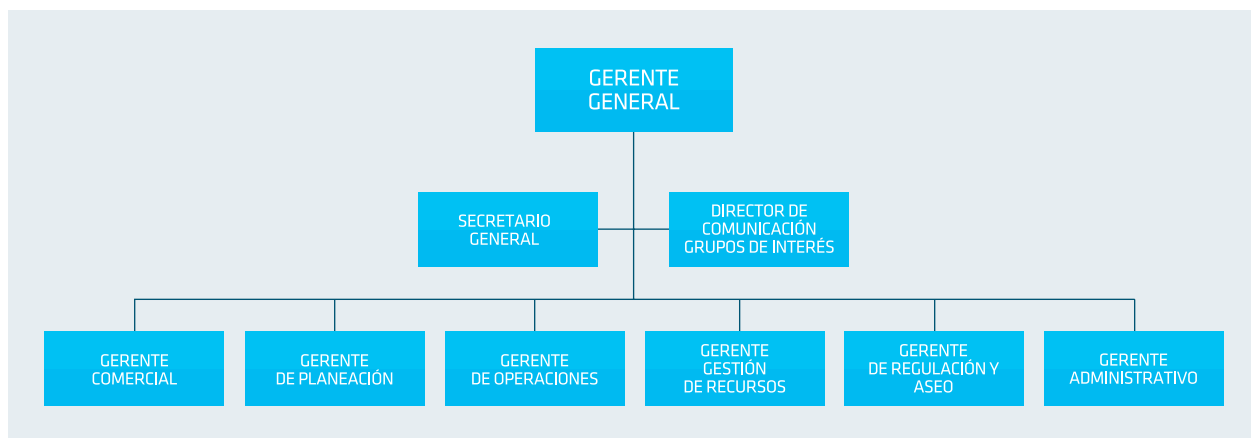 GERENTE
GENERAL
SECRETARIO
GENERAL
DIRECTOR DE
COMUNICACIÓN
GRUPOS DE INTERÉS
GERENTE
COMERCIAL
GERENTE
DE PLANEACIÓN
GERENTE
DE OPERACIONES
GERENTE
GESTIÓN
DE RECURSOS
GERENTE
DE REGULACIÓN Y
ASEO
GERENTE
ADMINISTRATIVO